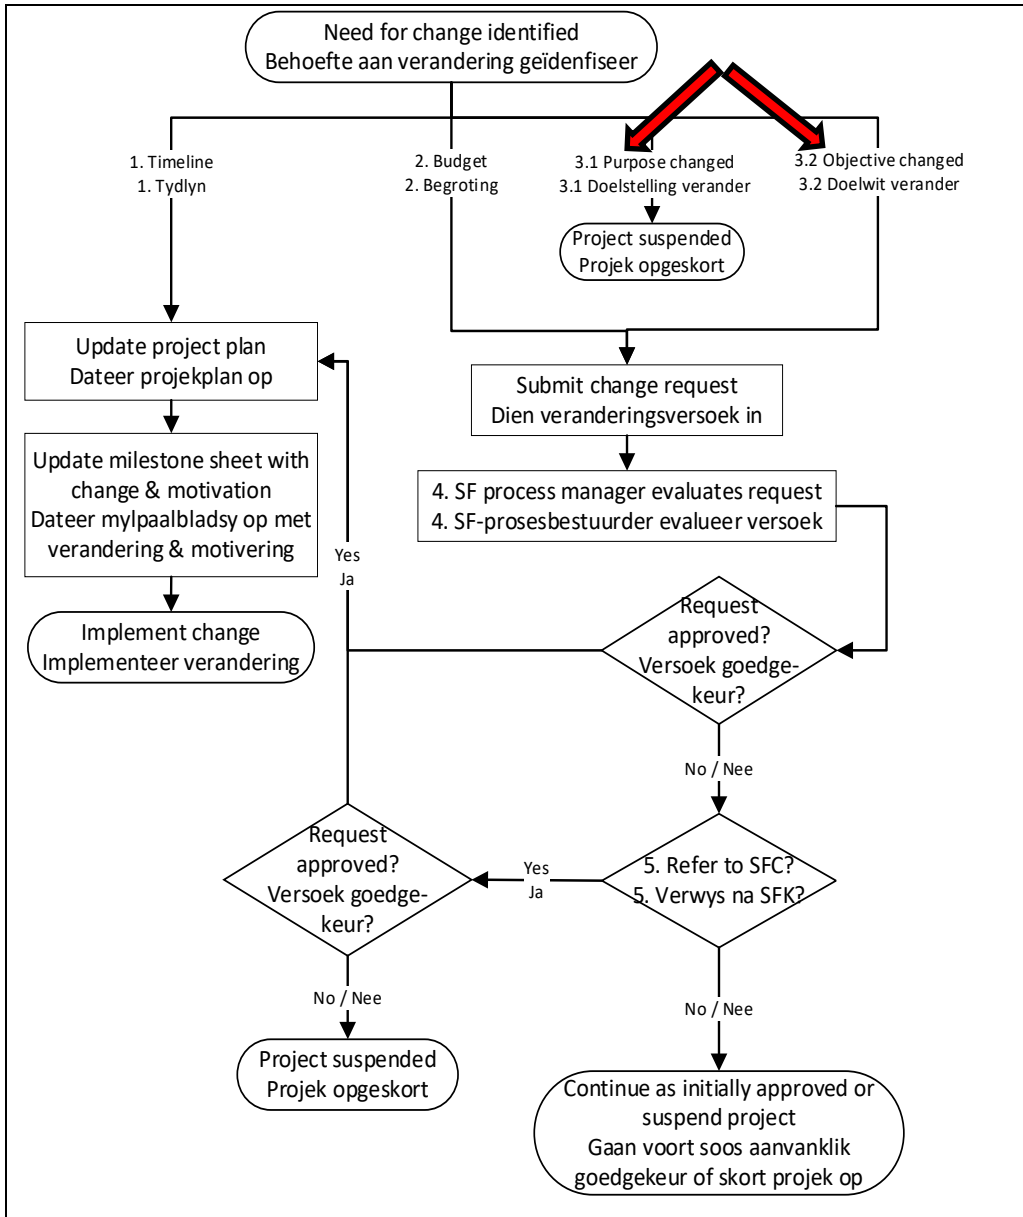 Need for change identified
Behoefte aan verandering geïdenfiseer
1. Timeline
1. Tydlyn
2. Budget
2. Begroting
3.1 Purpose changed
3.1 Doelstelling verander
3.2 Objective changed
3.2 Doelwit verander
Project suspended
Projek opgeskort
Update project plan
Dateer projekplan op
Submit change request
Dien veranderingsversoek in
Update milestone sheet with
change & motivation
Dateer mylpaalbladsy op met
verandering & motivering
4. SF process manager evaluates request
4. SF-prosesbestuurder evalueer versoek
Yes
Ja
Implement change
Implementeer verandering
Request
approved?
Versoek goedge-
keur?
No / Nee
Request
approved?
Versoek goedge-
keur?
Yes
Ja
5. Refer to SFC?
5. Verwys na SFK?
No / Nee
No / Nee
Project suspended
Projek opgeskort
Continue as initially approved or
suspend project
Gaan voort soos aanvanklik
goedgekeur of skort projek op